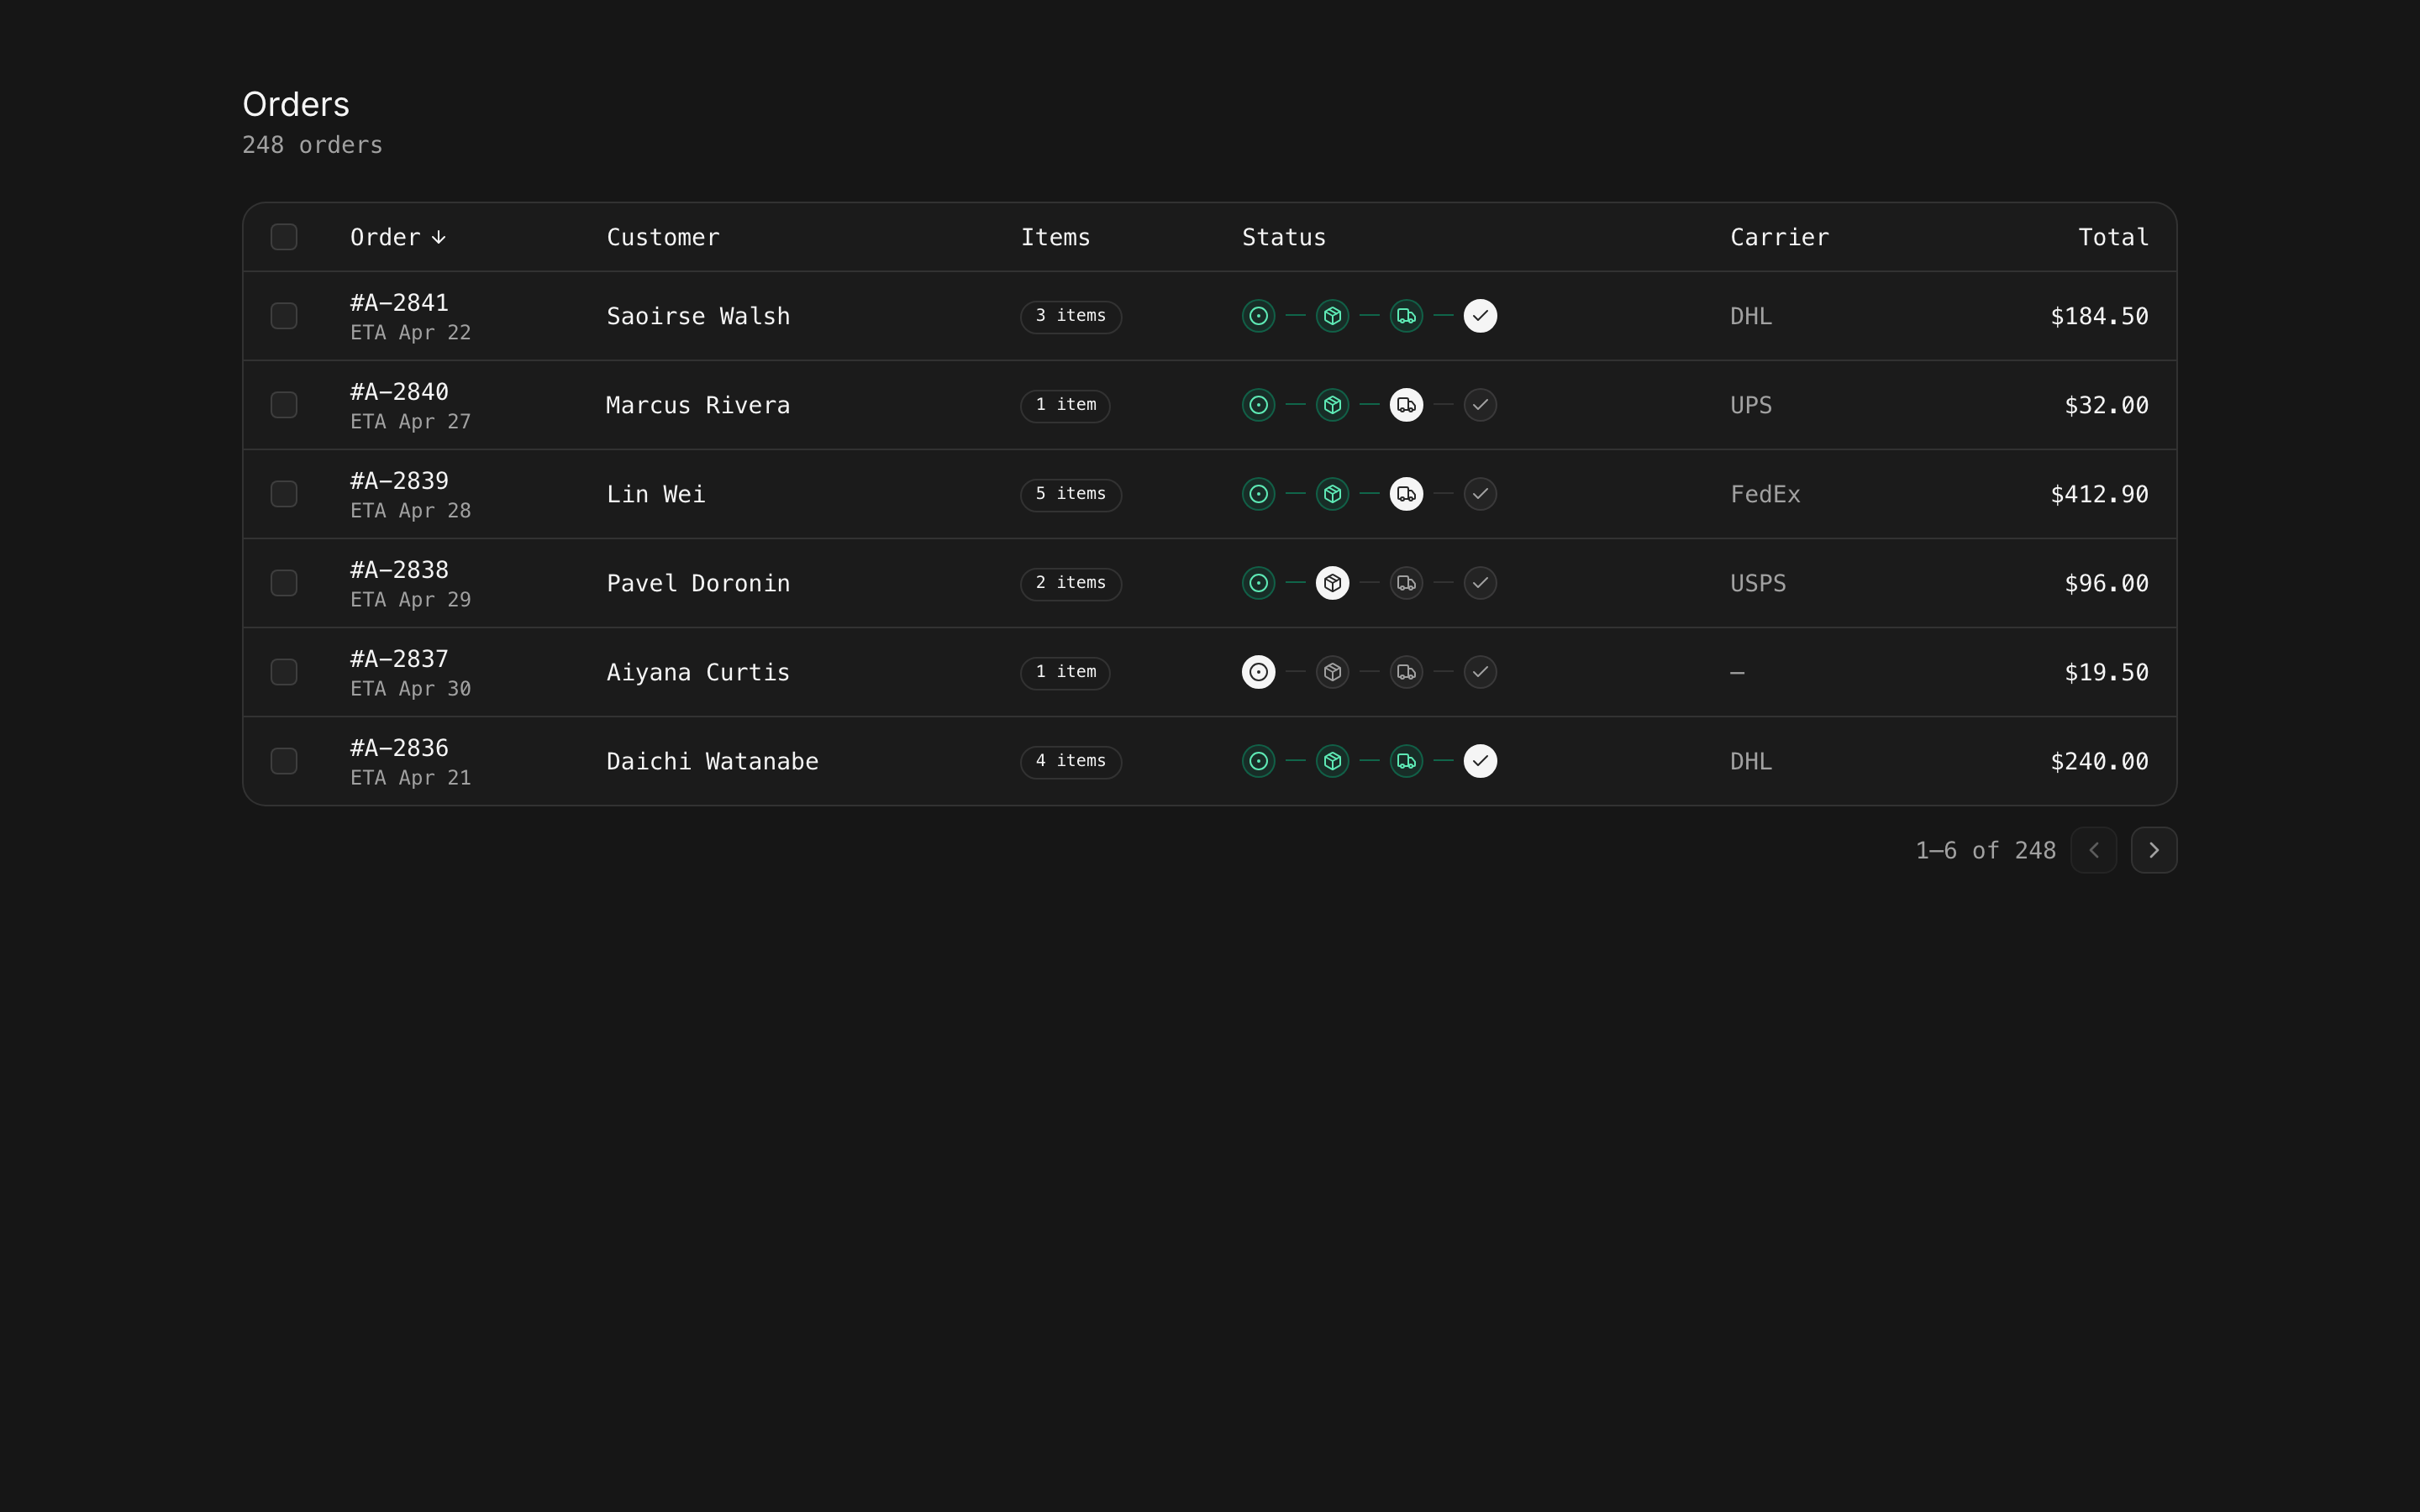 Orders
248 orders
Order Customer Items Status Carrier Total
#A–2841
ETA Apr 22
Saoirse Walsh 3 items DHL $184.50
#A–2840
ETA Apr 27
Marcus Rivera 1 item UPS $32.00
#A–2839
ETA Apr 28
Lin Wei 5 items FedEx $412.90
#A–2838
ETA Apr 29
Pavel Doronin 2 items USPS $96.00
#A–2837
ETA Apr 30
Aiyana Curtis 1 item — $19.50
#A–2836
ETA Apr 21
Daichi Watanabe 4 items DHL $240.00
1–6 of 248